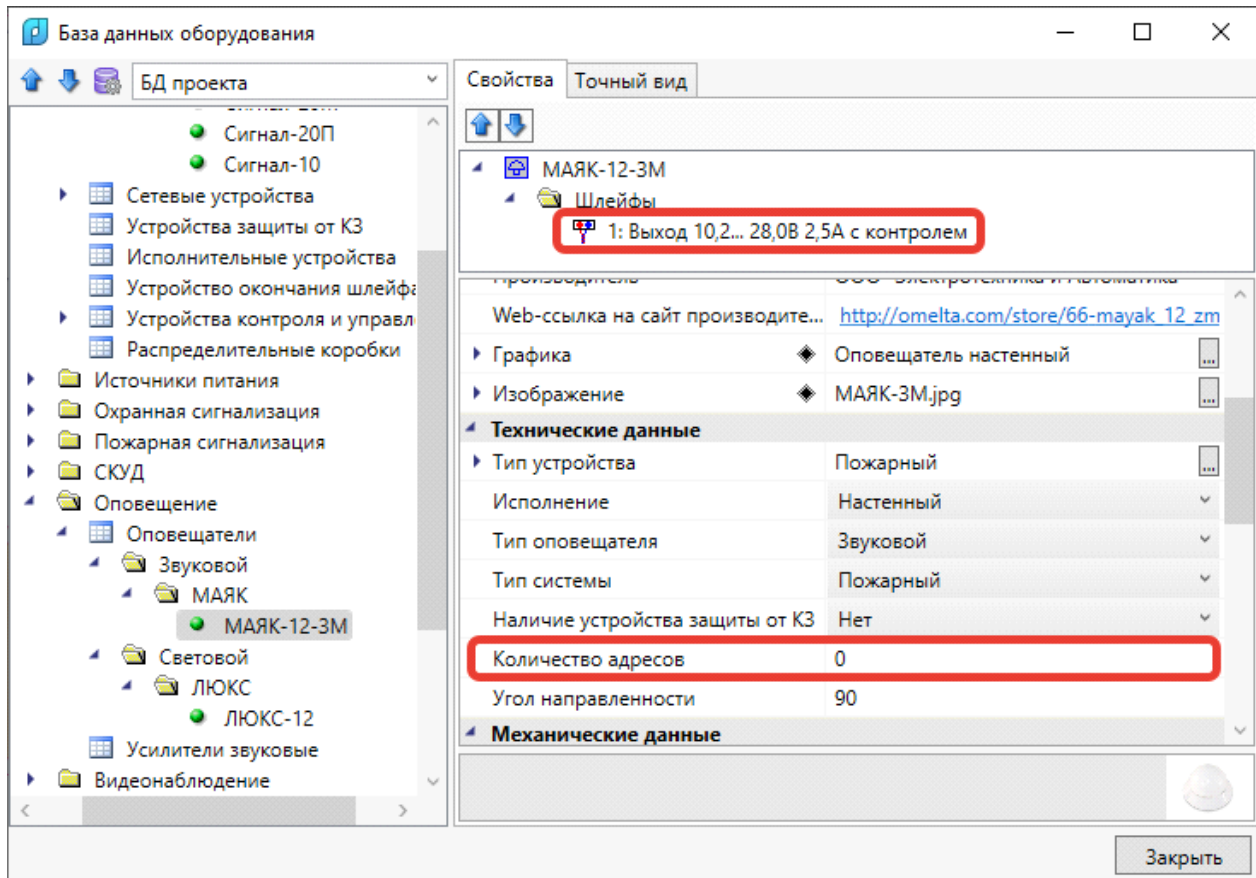 База данных оборудования
БД проекта
Сигнал-20П
Сигнал-10
Сетевые устройства
Устройства защиты от КЗ
Исполнительные устройства
Устройство окончания шлейфа
Устройства контроля и управл
Распределительные коробки
Источники питания
Охранная сигнализация
Пожарная сигнализация
СКУД
Оповещение
Оповещатели
Звуковой
МАЯК
МАЯК-12-3М
Световой
ЛЮКС
ЛЮКС-12
Усилители звуковые
Видеонаблюдение
Свойства Точный вид
МАЯК-12-3М
Шлейфы
1: Выход 10,2... 28,0В 2,5А с контролем
Производитель ООО "Электротехника и Автоматика"
Web-ссылка на сайт производите... http://omelta.com/store/66-mayak_12_zm
Графика Оповещатель настенный ...
Изображение МАЯК-3М.jpg ...
Технические данные
Тип устройства Пожарный ...
Исполнение Настенный
Тип оповещателя Звуковой
Тип системы Пожарный
Наличие устройства защиты от КЗ Нет
Количество адресов 0
Угол направленности 90
Механические данные
Закрыть